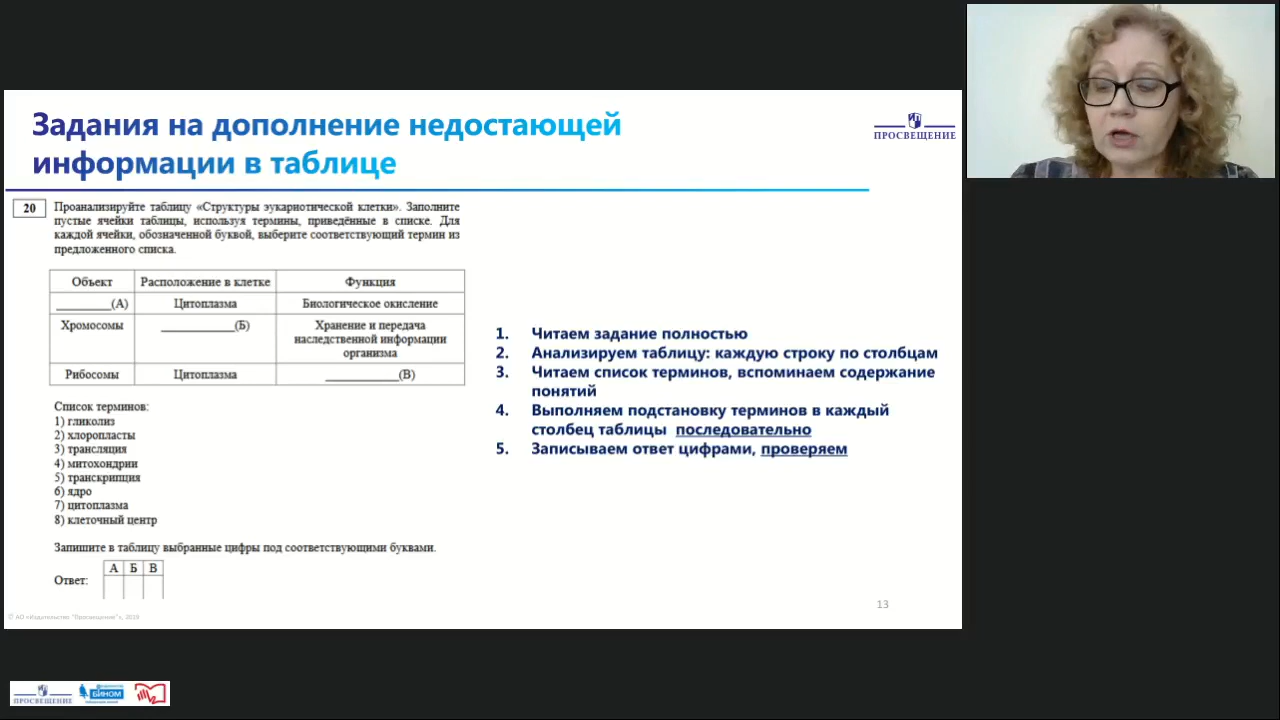 Задания на дополнение недостающей
информации в таблице
ПРОСВЕЩЕНИЕ
20
Проанализируйте таблицу «Структуры эукариотической клетки». Заполните
пустые ячейки таблицы, используя термины, приведённые в списке. Для
каждой ячейки, обозначенной буквой, выберите соответствующий термин из
предложенного списка.
Объект Расположение в клетке Функция
________(А) Цитоплазма Биологическое окисление
Хромосомы ___________(Б) Хранение и передача
наследственной информации
организма
Рибосомы Цитоплазма ___________(В)
Список терминов:
1) гликолиз
2) хлоропласты
3) трансляция
4) митохондрии
5) транскрипция
6) ядро
7) цитоплазма
8) клеточный центр
Запишите в таблицу выбранные цифры под соответствующими буквами.
Ответ:
А Б В
1. Читаем задание полностью
2. Анализируем таблицу: каждую строку по столбцам
3. Читаем список терминов, вспоминаем содержание
понятий
4. Выполняем подстановку терминов в каждый
столбец таблицы последовательно
5. Записываем ответ цифрами, проверяем
13
© АО «Издательство "Просвещение"», 2019
ПРОСВЕЩЕНИЕ
БИНОМ